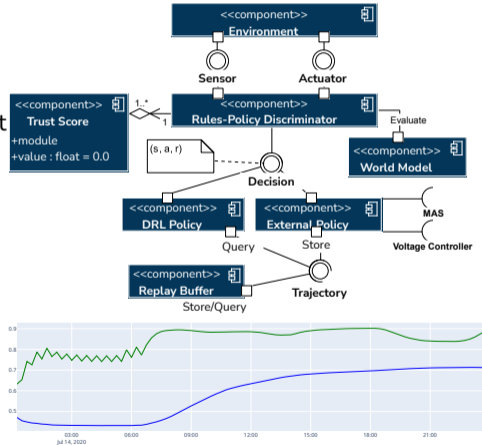 <<component>>
Environment
Sensor
Actuator
t
<<component>>
Trust Score
+module
+value : float = 0.0
1..*
1
<<component>>
Rules-Policy Discriminator
Evaluate
<<component>>
World Model
(s, a, r)
Decision
<<component>>
DRL Policy
<<component>>
External Policy
MAS
Voltage Controller
Query
Store
<<component>>
Replay Buffer
Trajectory
Store/Query
0.9
0.8
0.7
0.6
0.5
03:00
Jul 14, 2020
06:00
09:00
12:00
15:00
18:00
21:00